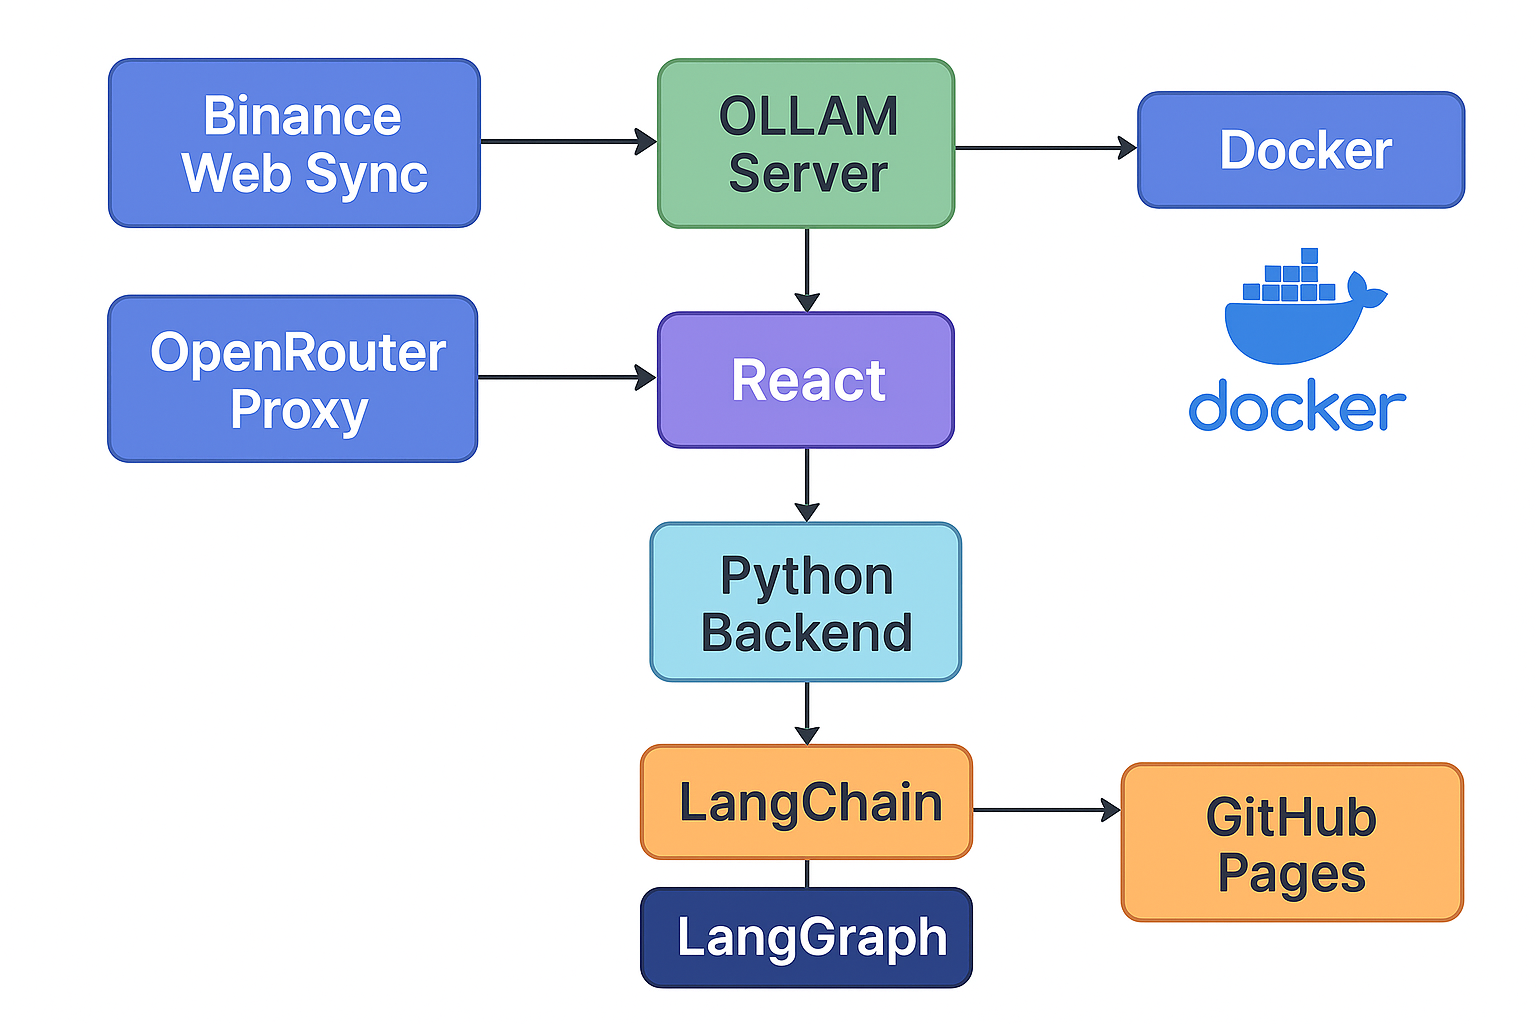 Binance
Web Sync
OLLAM
Server
Docker
OpenRouter
Proxy
React
docker
Python
Backend
LangChain
GitHub
Pages
LangGraph